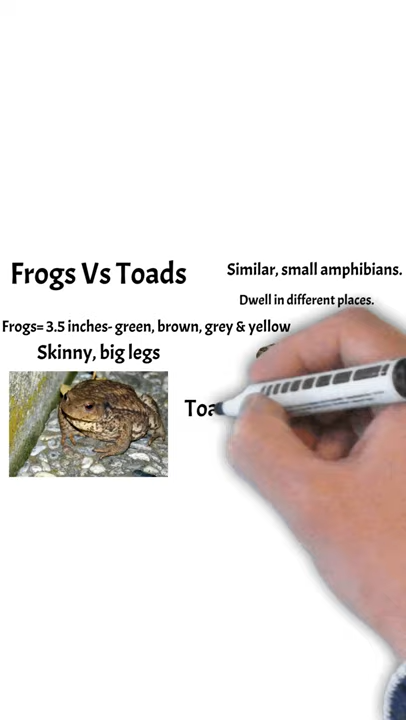 Frogs Vs Toads
Similar, small amphibians.
Dwell in different places.
Frogs= 3.5 inches- green, brown, grey & yellow
Skinny, big legs